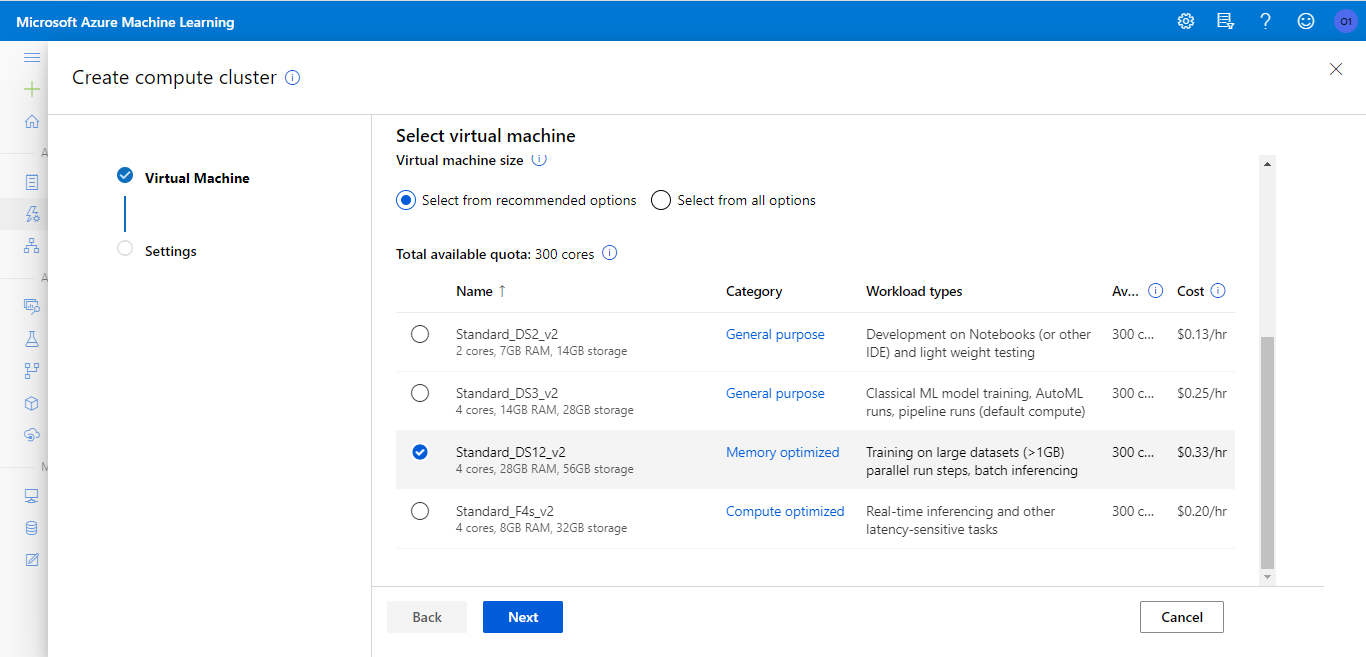 Microsoft Azure Machine Learning
O1
Create compute cluster
A
A
M
Virtual Machine
Settings
Select virtual machine
Virtual machine size
Select from recommended options
Select from all options
Total available quota: 300 cores
Name ↑ Category Workload types Av... Cost
Standard_DS2_v2 General purpose Development on Notebooks (or other 300 c... $0.13/hr
2 cores, 7GB RAM, 14GB storage IDE) and light weight testing
Standard_DS3_v2 General purpose Classical ML model training, AutoML 300 c... $0.25/hr
4 cores, 14GB RAM, 28GB storage runs, pipeline runs (default compute)
Standard_DS12_v2 Memory optimized Training on large datasets (>1GB) 300 c... $0.33/hr
4 cores, 28GB RAM, 56GB storage parallel run steps, batch inferencing
Standard_F4s_v2 Compute optimized Real-time inferencing and other 300 c... $0.20/hr
4 cores, 8GB RAM, 32GB storage latency-sensitive tasks
Back Next Cancel